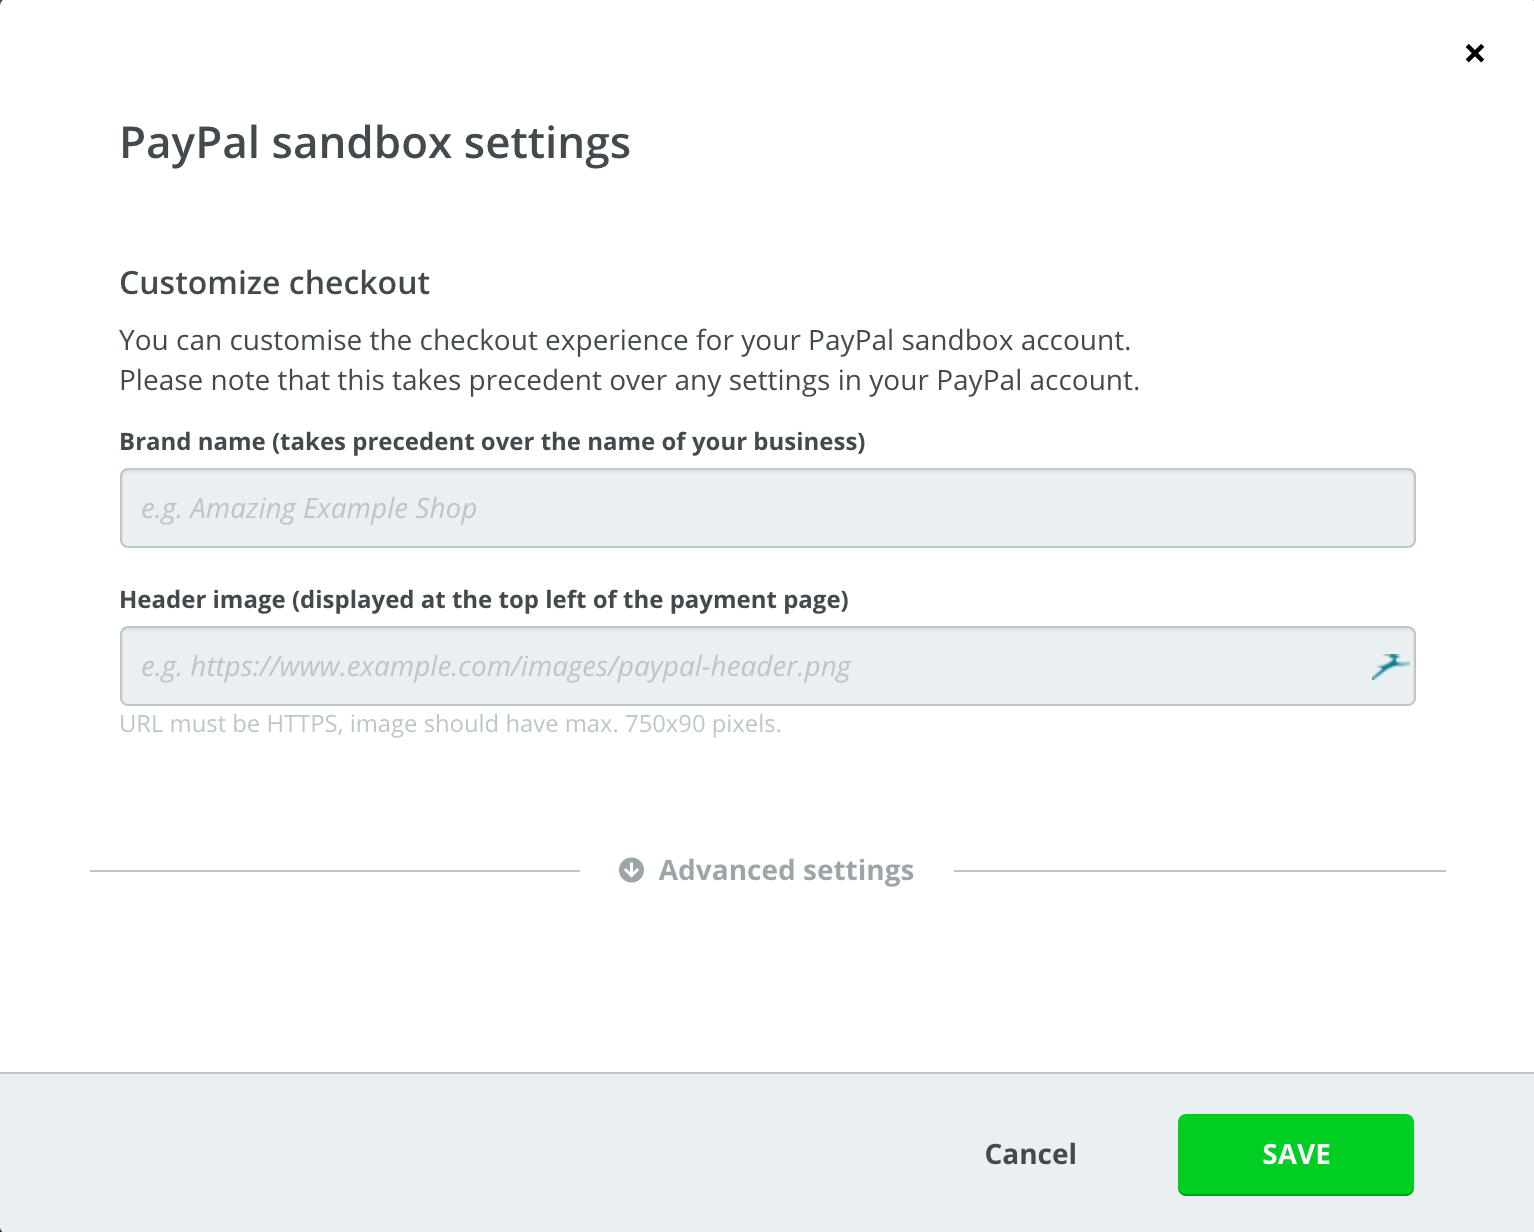 PayPal sandbox settings
Customize checkout
You can customise the checkout experience for your PayPal sandbox account.
Please note that this takes precedent over any settings in your PayPal account.
Brand name (takes precedent over the name of your business)
e.g. Amazing Example Shop
Header image (displayed at the top left of the payment page)
e.g. https://www.example.com/images/paypal-header.png
URL must be HTTPS, image should have max. 750x90 pixels.
Advanced settings
Cancel
SAVE